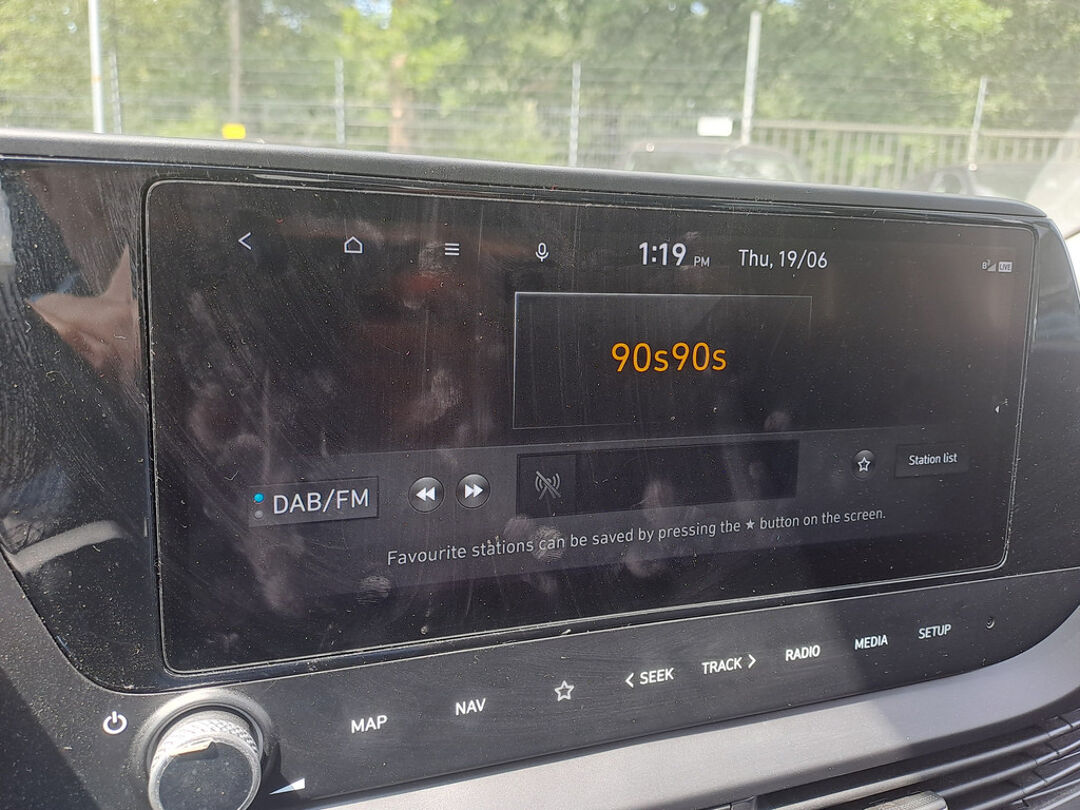 1:19 PM Thu, 19/06
LIVE
90s90s
DAB/FM
Station list
Favourite stations can be saved by pressing the ★ button on the screen.
MAP
NAV
< SEEK
TRACK >
RADIO
MEDIA
SETUP